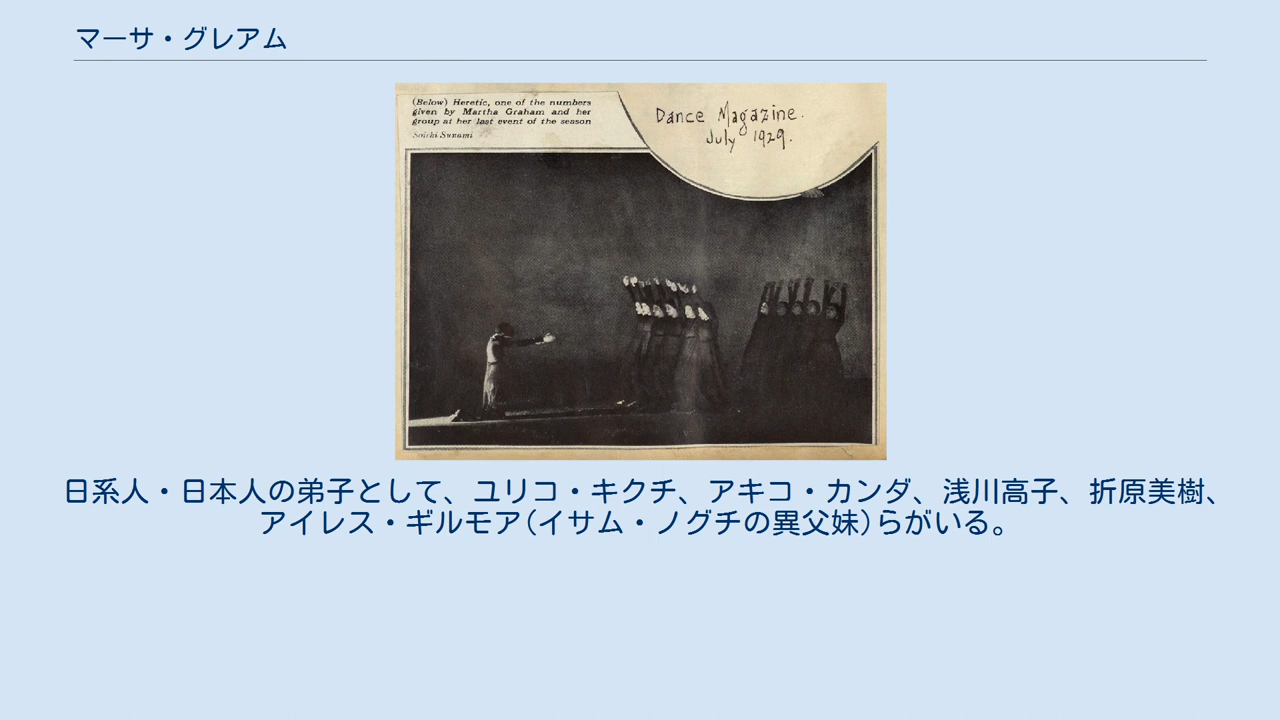 マーサ・グレアム
(Below) Heretic, one of the numbers
given by Martha Graham and her
group at her last event of the season
Soichi Sunami
Dance Magazine.
July 1929.
日系人・日本人の弟子として、ユリコ・キクチ、アキコ・カンダ、浅川高子、折原美樹、
アイレス・ギルモア(イサム・ノグチの異父妹)らがいる。